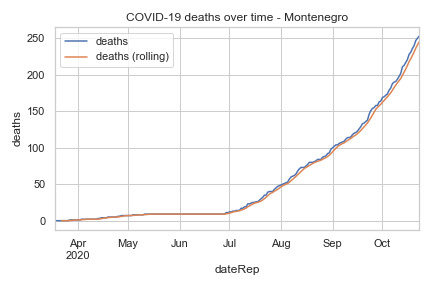 COVID-19 deaths over time - Montenegro
deaths
deaths (rolling)
250
200
150
100
50
0
deaths
Apr May Jun Jul Aug Sep Oct
2020
dateRep